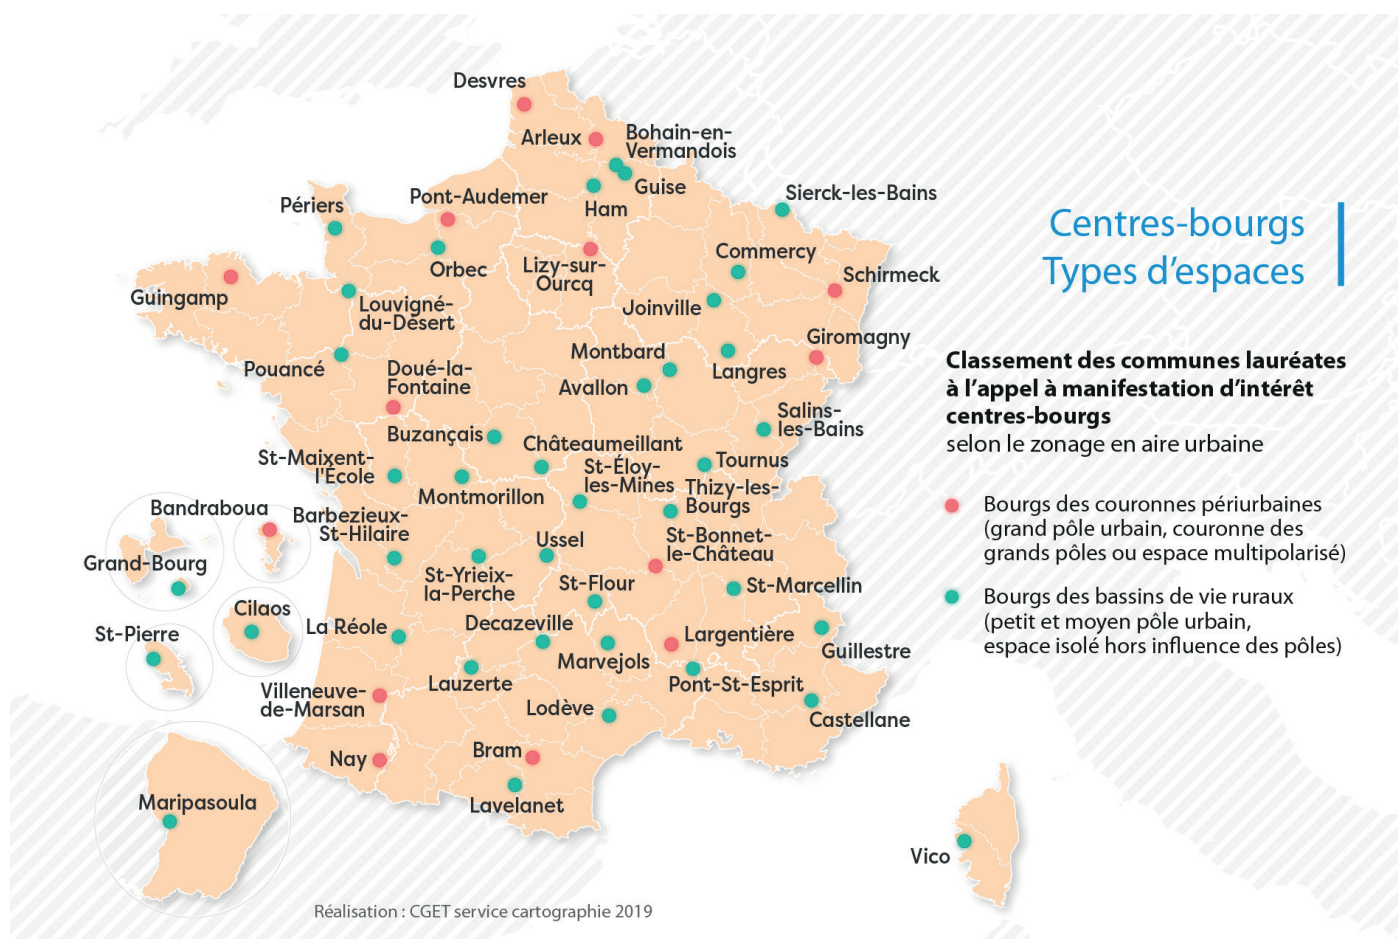 Desvres
Arleux
Bohain-en-
Vermandois
Guise
Ham
Pont-Audemer
Périers
Sierck-les-Bains
Commercy
Orbec
Lizy-sur-
Ourcq
Schirmeck
Guingamp
Louvigné-
du-Désert
Joinville
Giromagny
Pouancé
Doué-la-
Fontaine
Montbard
Langres
Avallon
Salins-
les-Bains
Buzançais
Châteaumeillant
St-Maixent-
l'École
St-Éloy-
les-Mines
Tournus
Montmorillon
Thizy-les-
Bourgs
Bandraboua
Barbezieux-
St-Hilaire
Ussel
St-Bonnet-
le-Château
Grand-Bourg
St-Yrieix-
la-Perche
St-Flour
St-Marcellin
Cilaos
La Réole
Decazeville
Largentière
St-Pierre
Marvejols
Guillestre
Villeneuve-
de-Marsan
Lauzerte
Pont-St-Esprit
Lodève
Castellane
Nay
Bram
Lavelanet
Maripasoula
Vico
Centres-bourgs
Types d’espaces
Classement des communes lauréates
à l’appel à manifestation d’intérêt
centres-bourgs
selon le zonage en aire urbaine
Bourgs des couronnes périurbaines
(grand pôle urbain, couronne des
grands pôles ou espace multipolarisé)
Bourgs des bassins de vie ruraux
(petit et moyen pôle urbain,
espace isolé hors influence des pôles)
Réalisation : CGET service cartographie 2019